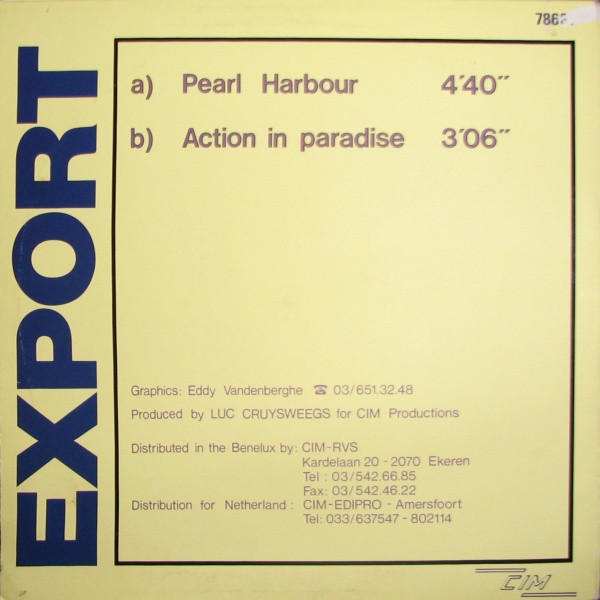 EXPORT
a) Pearl Harbour 4'40"
b) Action in paradise 3'06"
Graphics: Eddy Vandenberghe ☎ 03/651.32.48
Produced by LUC CRUYSWEEGS for CIM Productions
Distributed in the Benelux by: CIM-RVS
Kardelaan 20 - 2070 Ekeren
Tel : 03/542.66.85
Fax: 03/542.46.22
Distribution for Netherland : CIM-EDIPRO - Amersfoort
Tel: 033/637547 - 802114
CIM